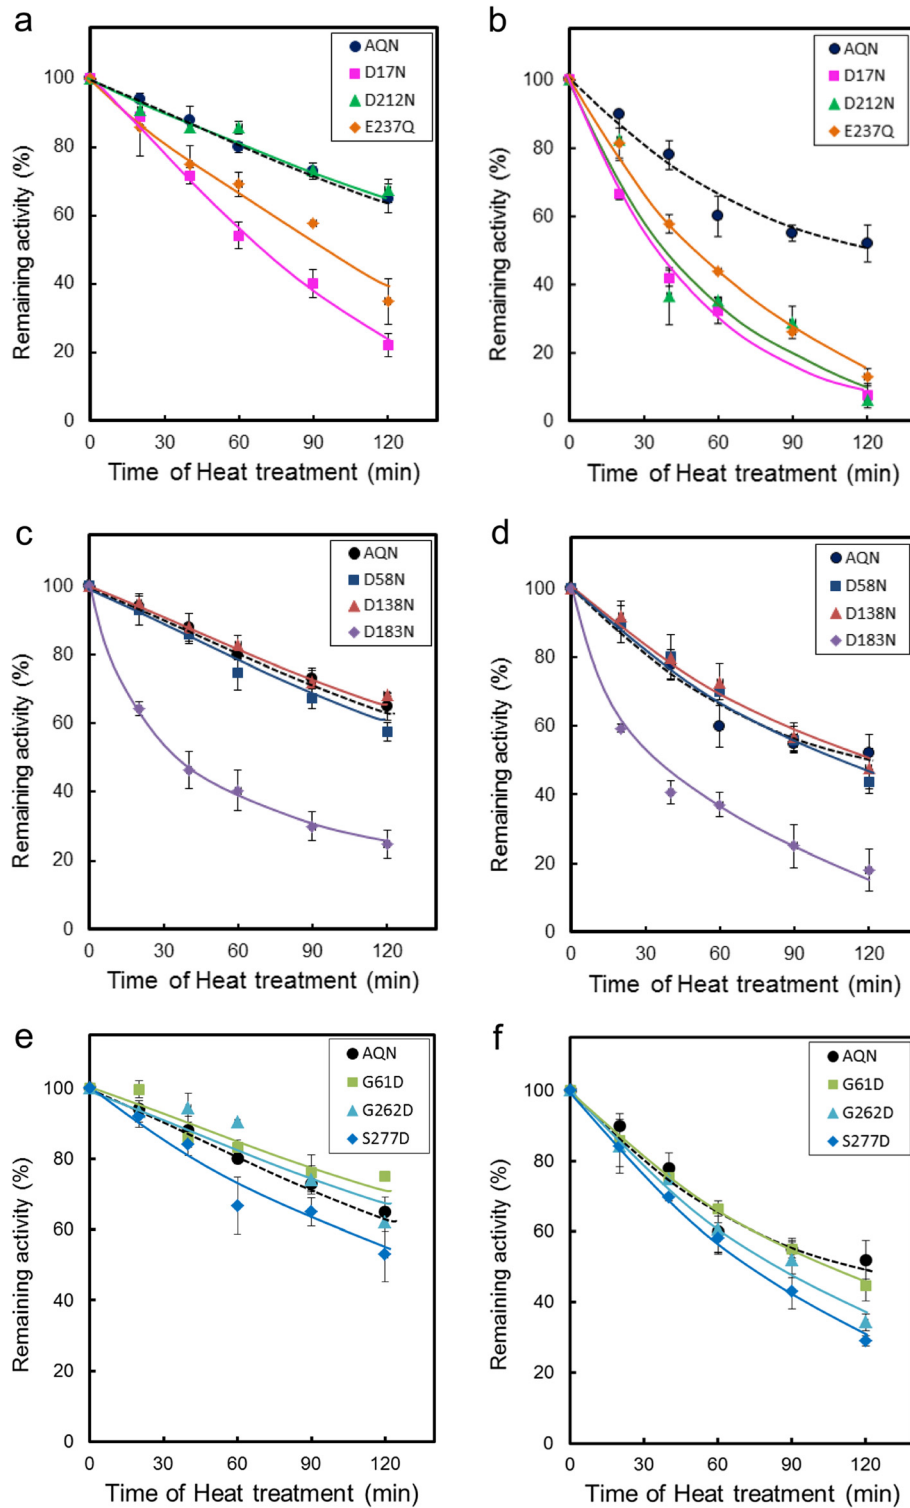 a
AQN
D17N
D212N
E237Q
Remaining activity (%)
100
80
60
40
20
0
0 30 60 90 120
Time of Heat treatment (min)
b
AQN
D17N
D212N
E237Q
Remaining activity (%)
100
80
60
40
20
0
0 30 60 90 120
Time of Heat treatment (min)
c
AQN
D58N
D138N
D183N
Remaining activity (%)
100
80
60
40
20
0
0 30 60 90 120
Time of Heat treatment (min)
d
AQN
D58N
D138N
D183N
Remaining activity (%)
100
80
60
40
20
0
0 30 60 90 120
Time of Heat treatment (min)
e
AQN
G61D
G262D
S277D
Remaining activity (%)
100
80
60
40
20
0
0 30 60 90 120
Time of Heat treatment (min)
f
AQN
G61D
G262D
S277D
Remaining activity (%)
100
80
60
40
20
0
0 30 60 90 120
Time of Heat treatment (min)